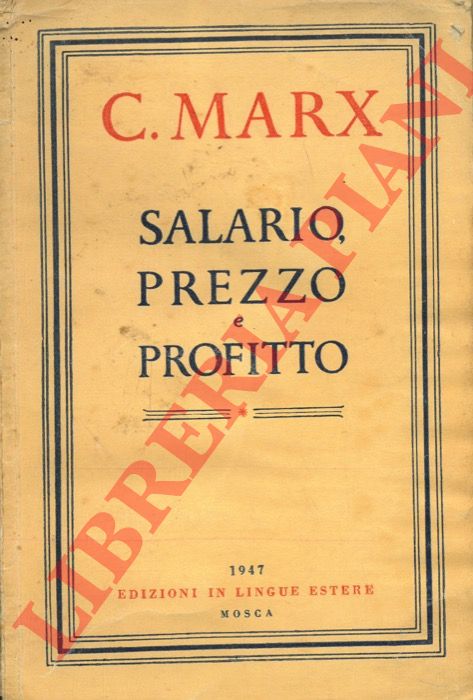 C. MARX
SALARIO,
PREZZO
e
PROFITTO
1947
EDIZIONI IN LINGUE ESTERE
MOSCA
LIBRERIA PIANI